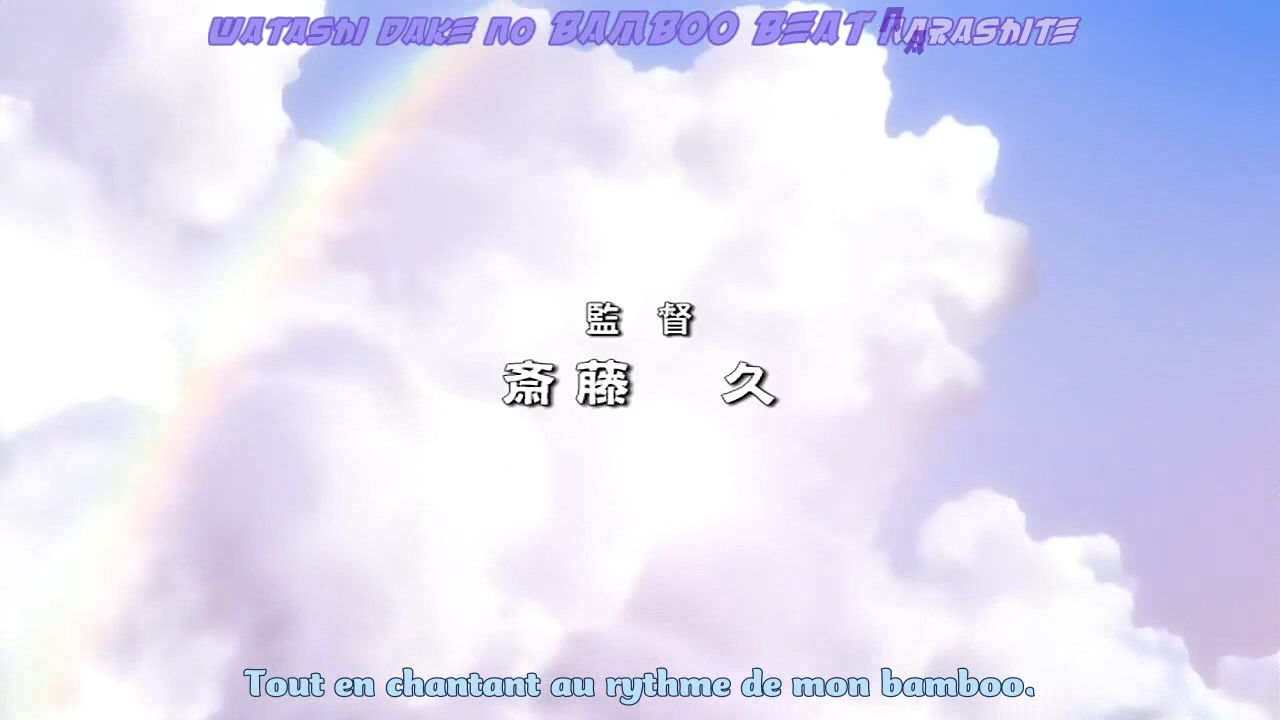 Watashi dake no BAMBOO BEAT Narashite
監督
斎藤 久
Tout en chantant au rythme de mon bamboo.